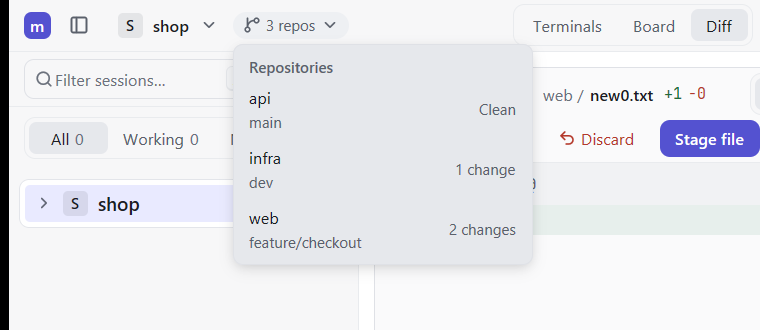 m
S shop
3 repos
Terminals
Board
Diff
Filter sessions...
Repositories
api
main
Clean
infra
dev
1 change
web
feature/checkout
2 changes
web / new0.txt +1 -0
Discard
Stage file
All 0
Working 0
S shop